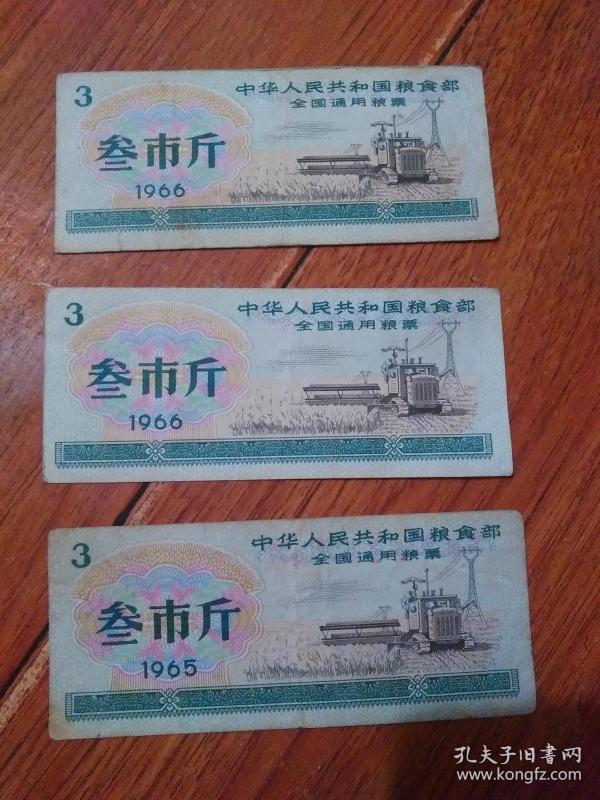 3
中华人民共和国粮食部
全国通用粮票
叁市斤
1966
3
中华人民共和国粮食部
全国通用粮票
叁市斤
1966
3
中华人民共和国粮食部
全国通用粮票
叁市斤
1965
孔夫子旧書网
www.kongfz.com